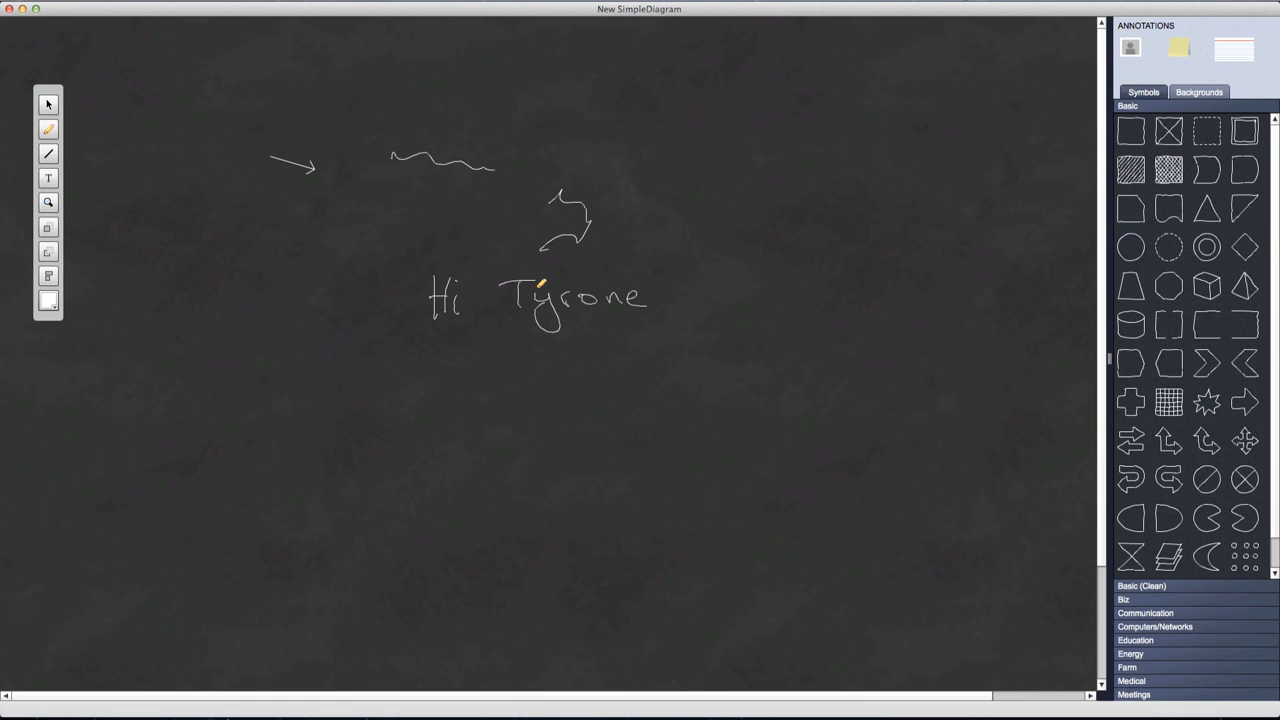 New SimpleDiagram
ANNOTATIONS
T
Symbols Backgrounds
Basic
Hi Tyrone
Basic (Clean)
Biz
Communication
Computers/Networks
Education
Energy
Farm
Medical
Meetings